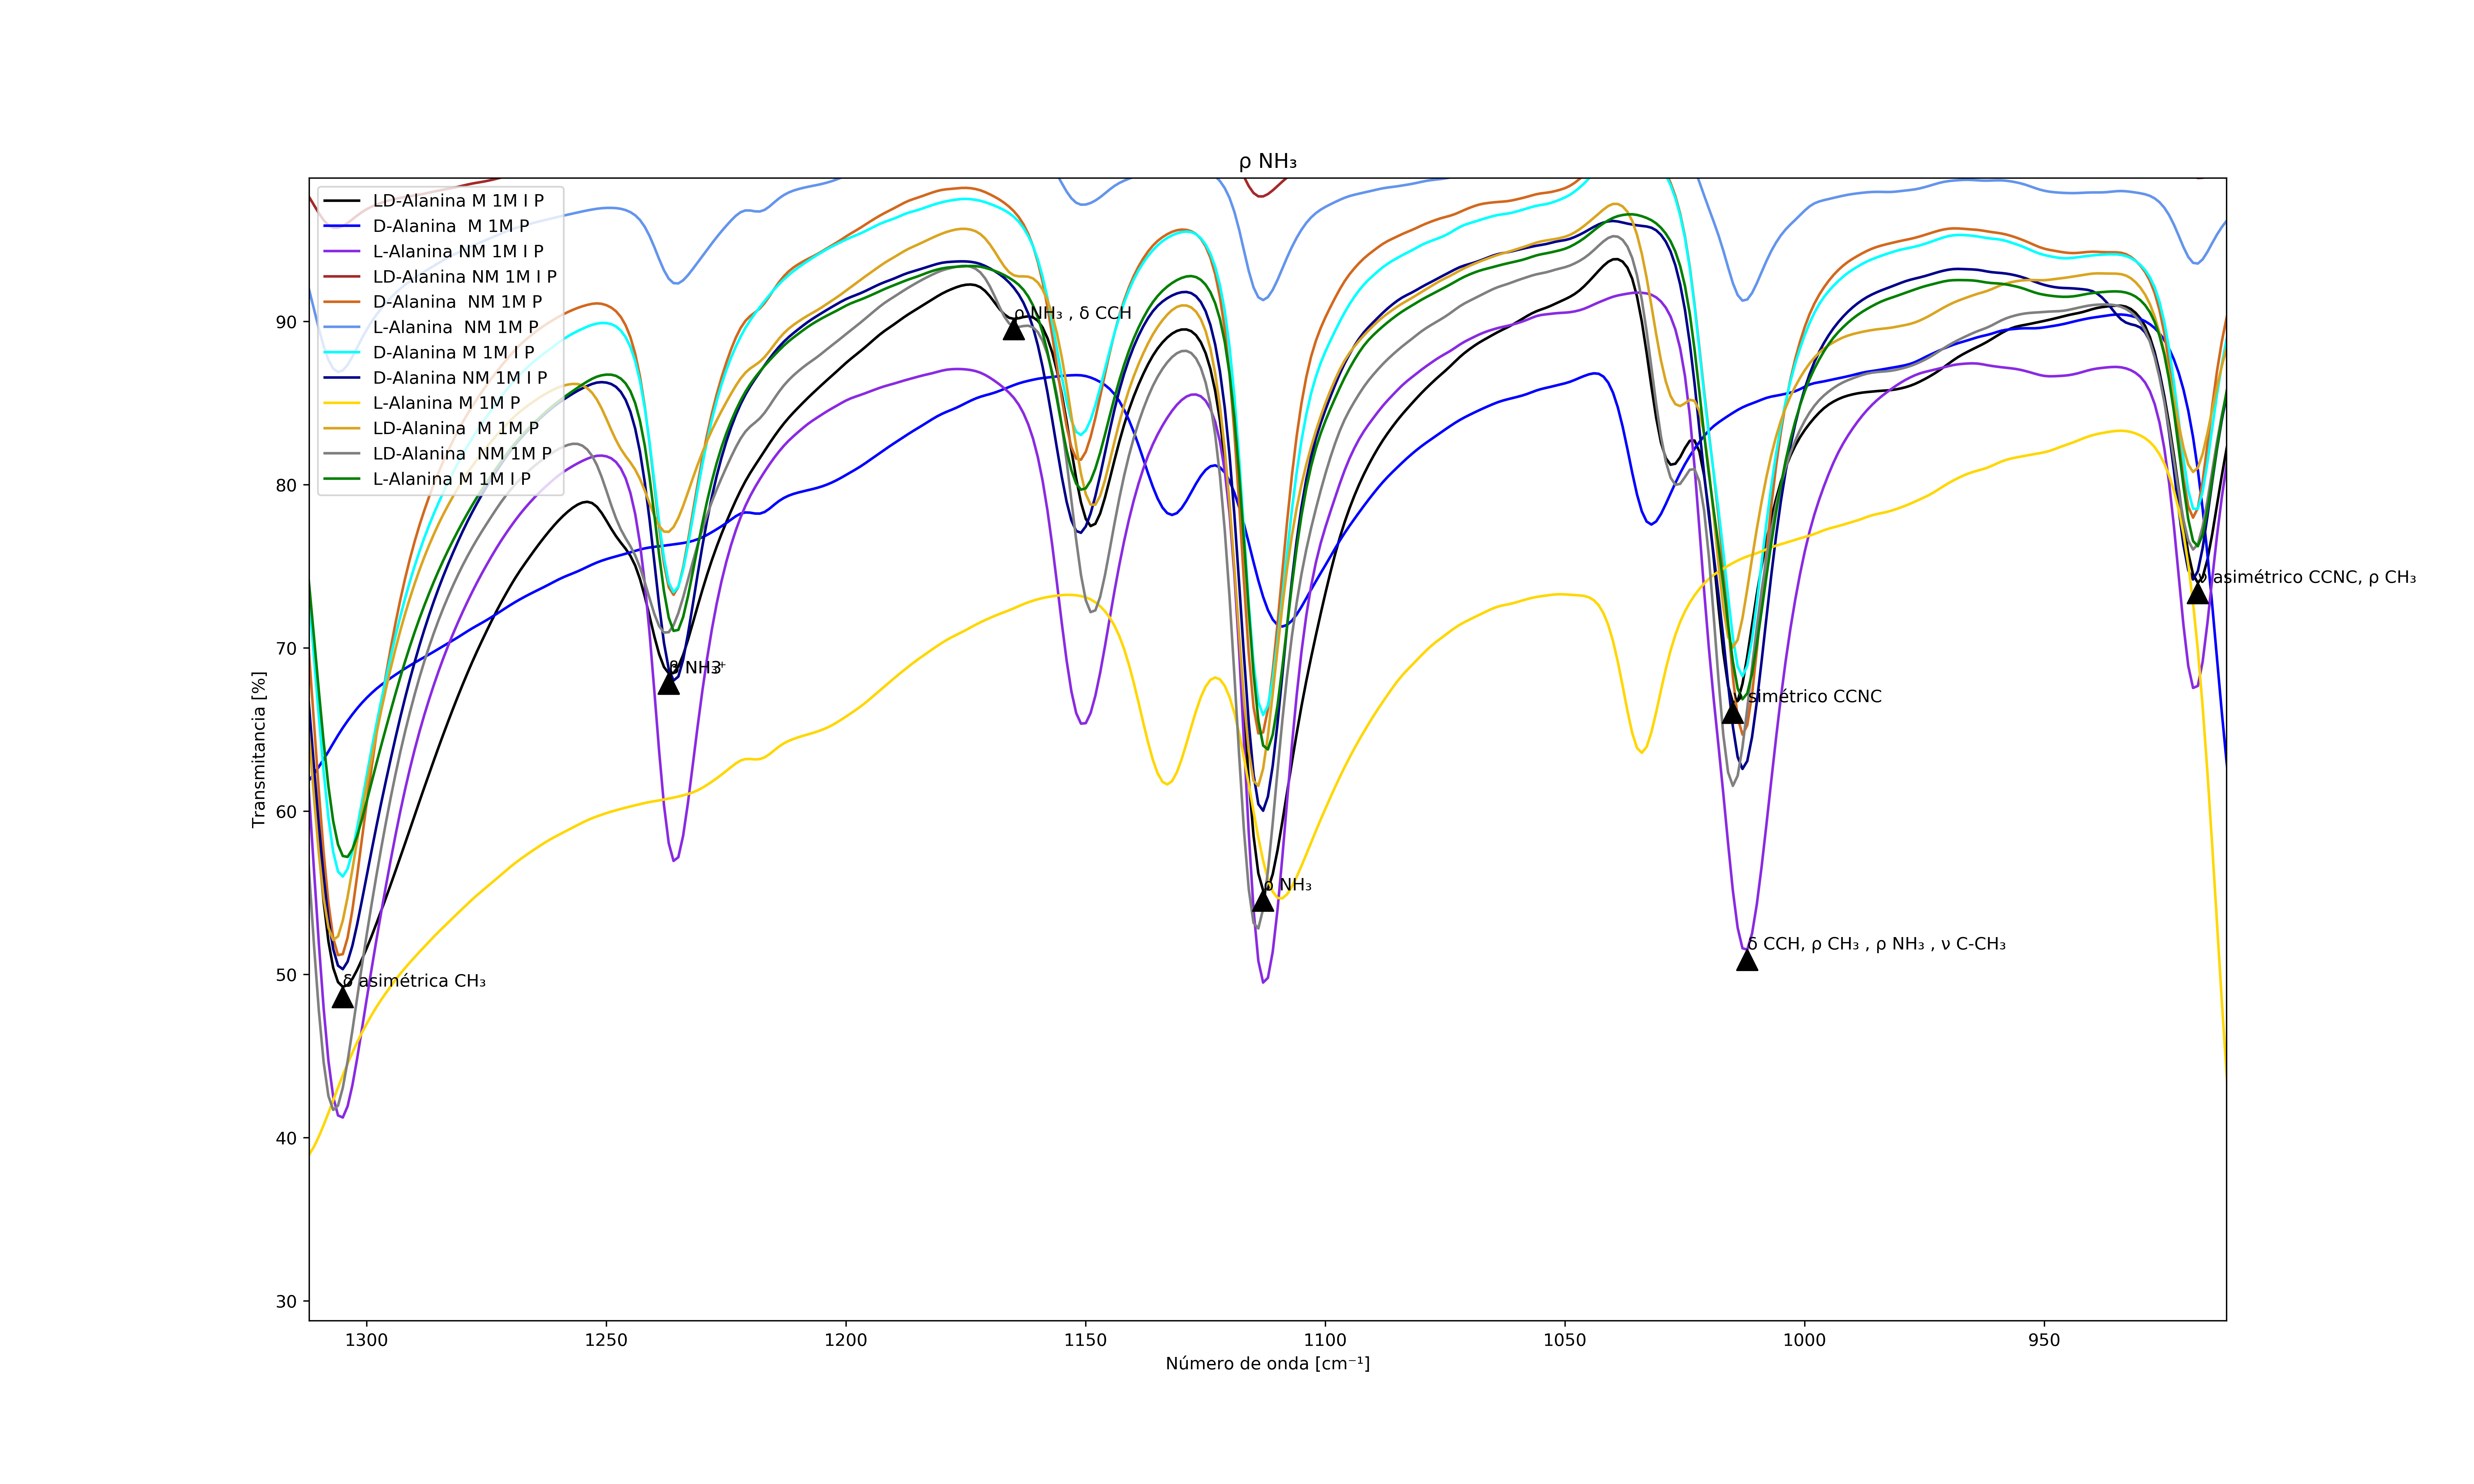 ρ NH₃
LD-Alanina M 1M I P
D-Alanina  M 1M P
L-Alanina NM 1M I P
LD-Alanina NM 1M I P
D-Alanina  NM 1M P
L-Alanina  NM 1M P
D-Alanina M 1M I P
D-Alanina NM 1M I P
L-Alanina M 1M P
LD-Alanina  M 1M P
LD-Alanina  NM 1M P
L-Alanina M 1M I P
90
80
70
60
50
40
30
Transmitancia [%]
ρ NH₃ , δ CCH
ν asimétrico CCNC, ρ CH₃
NH₃⁺
simétrico CCNC
ρ NH₃
δ CCH, ρ CH₃ , ρ NH₃ , ν C-CH₃
δ asimétrica CH₃
1300 1250 1200 1150 1100 1050 1000 950
Número de onda [cm⁻¹]